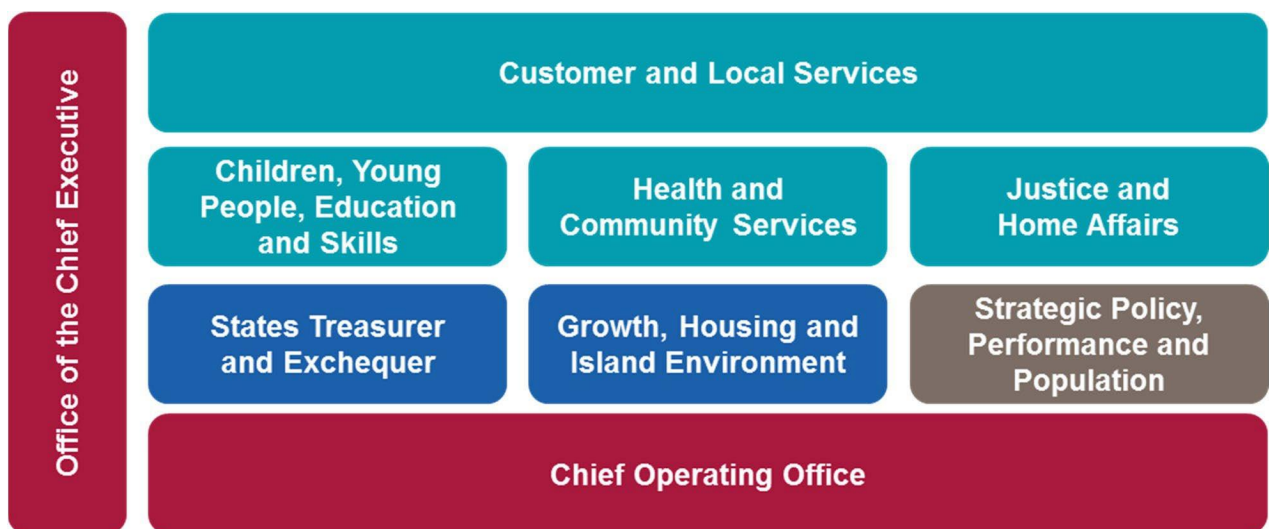 Office of the Chief Executive
Customer and Local Services
Children, Young
People, Education
and Skills
Health and
Community Services
Justice and
Home Affairs
States Treasurer
and Exchequer
Growth, Housing and
Island Environment
Strategic Policy,
Performance and
Population
Chief Operating Office